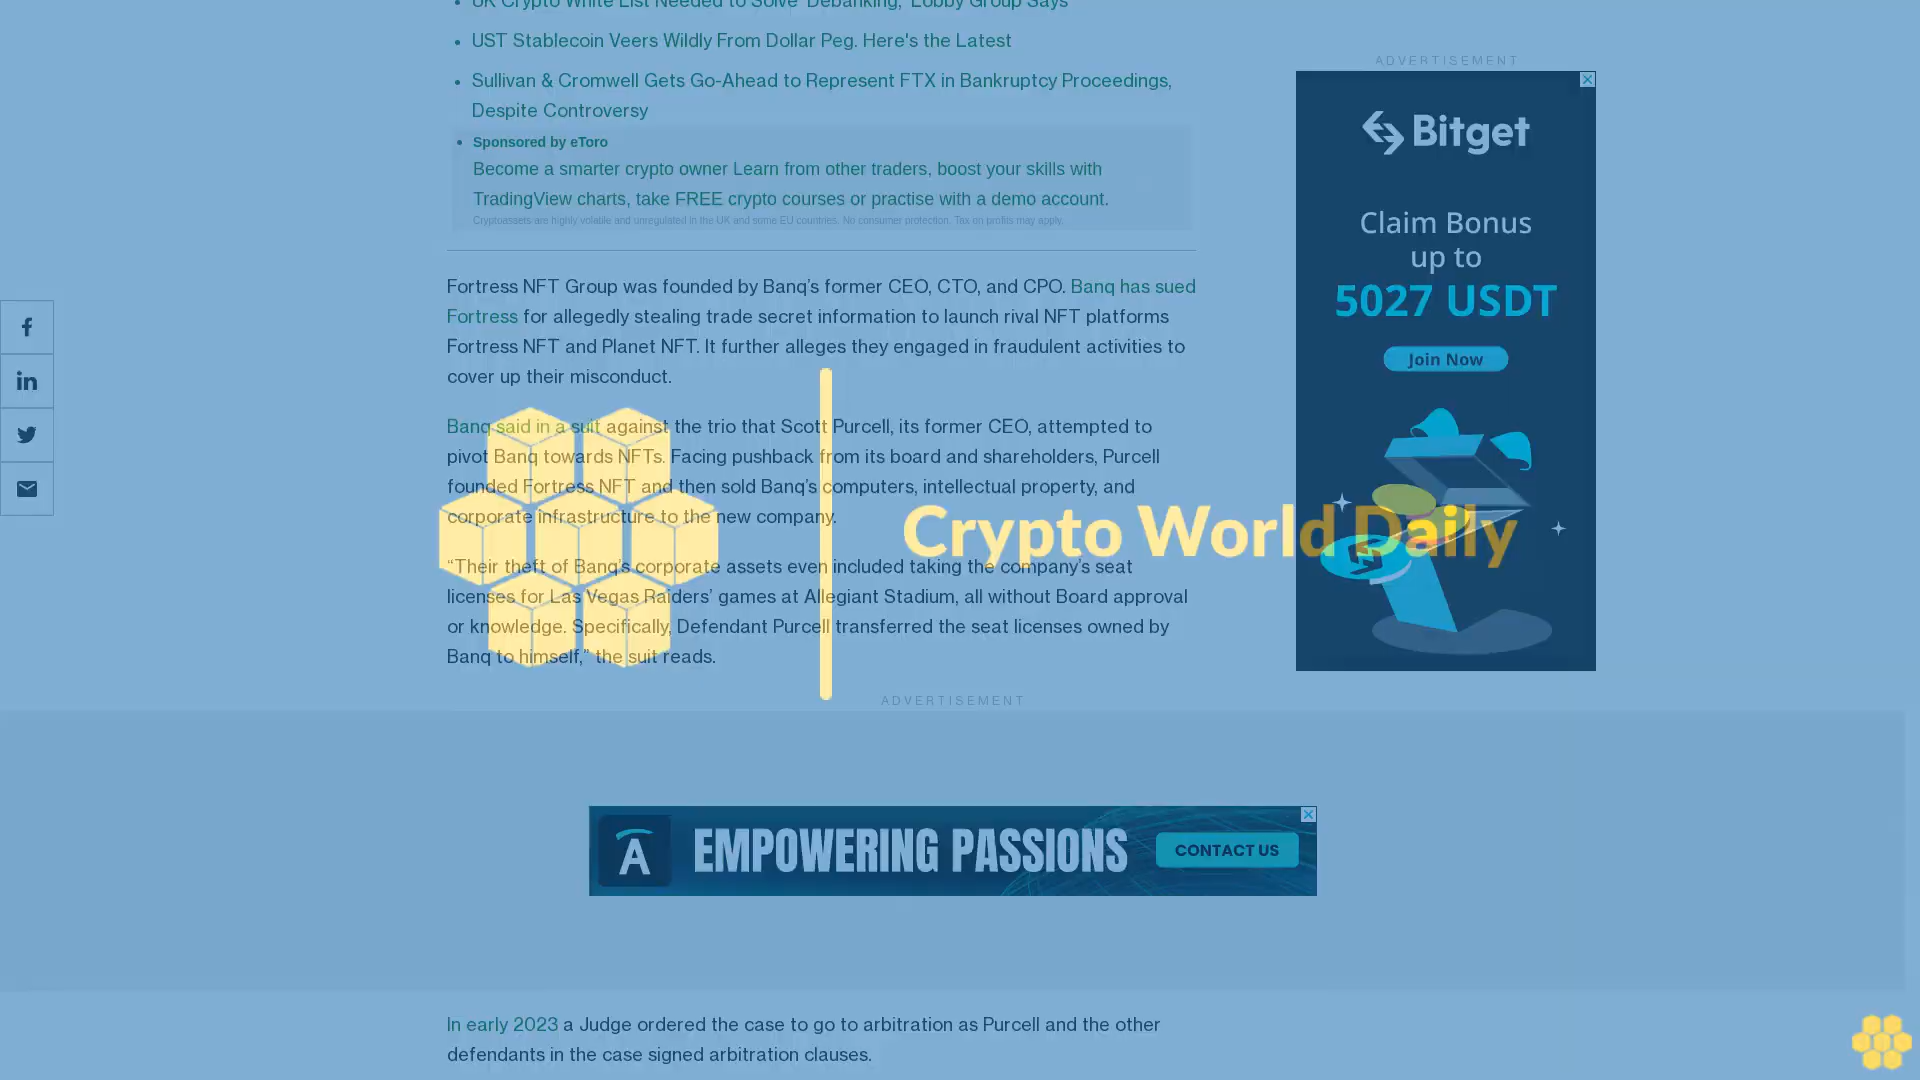 UK Crypto White List Needed to Solve 'Debanking,' Lobby Group Says
UST Stablecoin Veers Wildly From Dollar Peg. Here's the Latest
Sullivan & Cromwell Gets Go-Ahead to Represent FTX in Bankruptcy Proceedings,
Despite Controversy
Sponsored by eToro
Become a smarter crypto owner Learn from other traders, boost your skills with
TradingView charts, take FREE crypto courses or practise with a demo account.
Cryptoassets are highly volatile and unregulated in the UK and some EU countries. No consumer protection. Tax on profits may apply.
Fortress NFT Group was founded by Banq’s former CEO, CTO, and CPO. Banq has sued
Fortress for allegedly stealing trade secret information to launch rival NFT platforms
Fortress NFT and Planet NFT. It further alleges they engaged in fraudulent activities to
cover up their misconduct.
Banq said in a suit against the trio that Scott Purcell, its former CEO, attempted to
pivot Banq towards NFTs. Facing pushback from its board and shareholders, Purcell
founded Fortress NFT and then sold Banq’s computers, intellectual property, and
corporate infrastructure to the new company.
“Their theft of Banq’s corporate assets even included taking the company’s seat
licenses for Las Vegas Raiders’ games at Allegiant Stadium, all without Board approval
or knowledge. Specifically, Defendant Purcell transferred the seat licenses owned by
Banq to himself,” the suit reads.
Crypto World Daily
ADVERTISEMENT
Bitget
Claim Bonus
up to
5027 USDT
Join Now
ADVERTISEMENT
A
EMPOWERING PASSIONS
CONTACT US
In early 2023 a Judge ordered the case to go to arbitration as Purcell and the other
defendants in the case signed arbitration clauses.